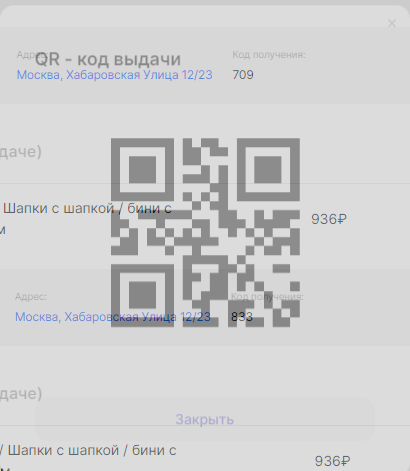 ×
Адрес:
Код получения:
QR - код выдачи
Москва, Хабаровская Улица 12/23
709
даче)
Шапки с шапкой / бини с
м
936₽
Адрес:
Код получения:
Москва, Хабаровская Улица 12/23
833
даче)
Закрыть
/ Шапки с шапкой / бини с
936₽